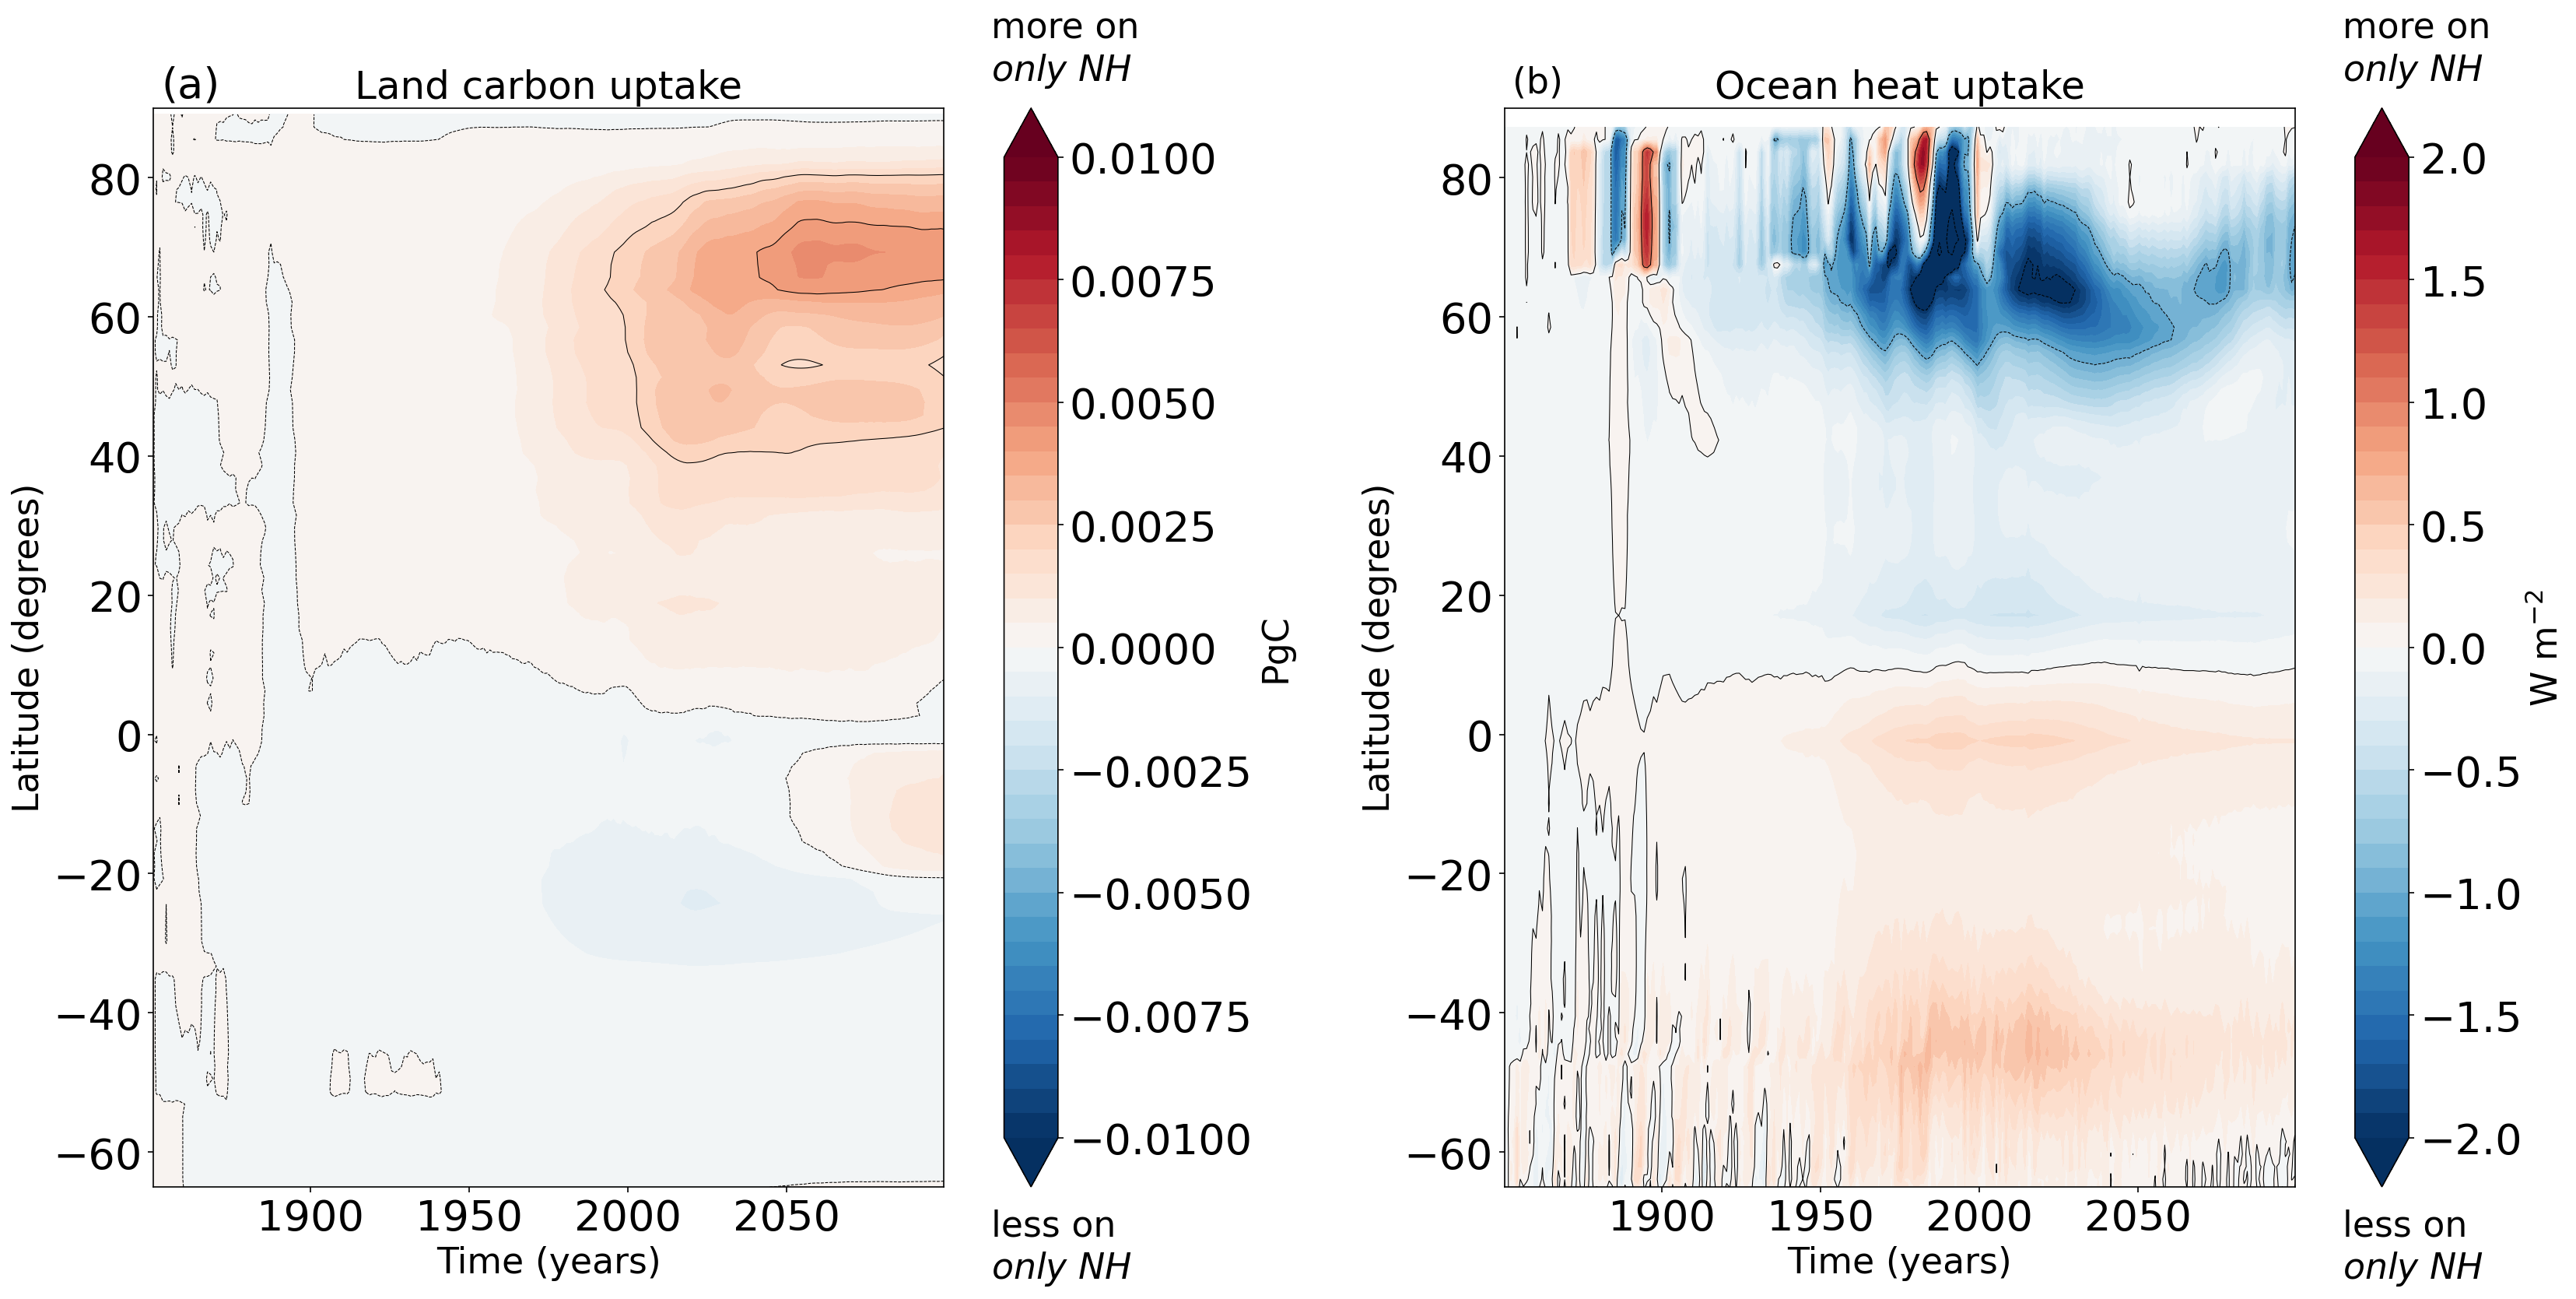 (a)
Land carbon uptake
more on
only NH
80
60
40
20
0
−20
−40
−60
Latitude (degrees)
1900
1950
2000
2050
Time (years)
0.0100
0.0075
0.0050
0.0025
0.0000
−0.0025
−0.0050
−0.0075
−0.0100
PgC
less on
only NH
(b)
Ocean heat uptake
more on
only NH
80
60
40
20
0
−20
−40
−60
Latitude (degrees)
1900
1950
2000
2050
Time (years)
2.0
1.5
1.0
0.5
0.0
−0.5
−1.0
−1.5
−2.0
W m⁻²
less on
only NH